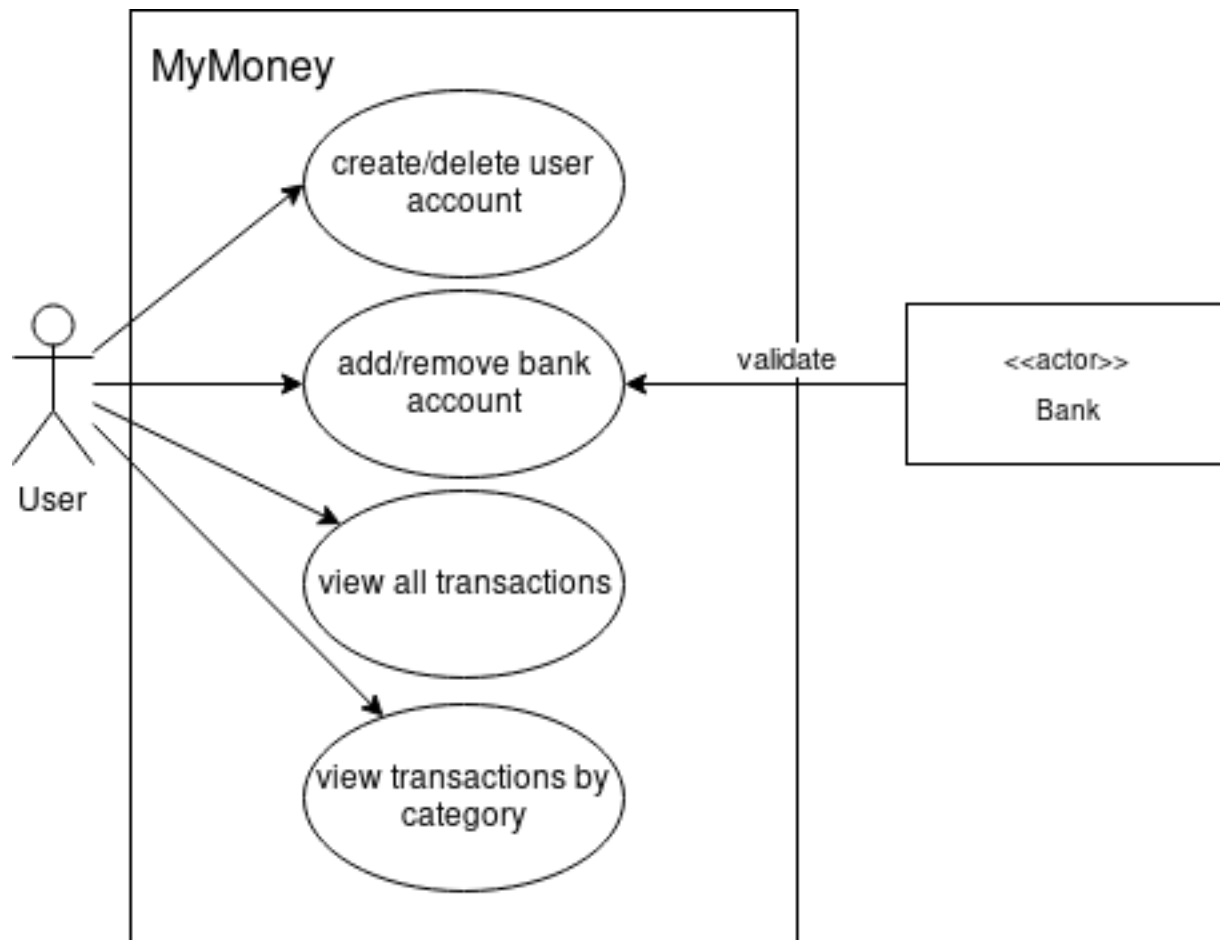 MyMoney
create/delete user
account
add/remove bank
account
validate
<<actor>>
Bank
User
view all transactions
view transactions by
category